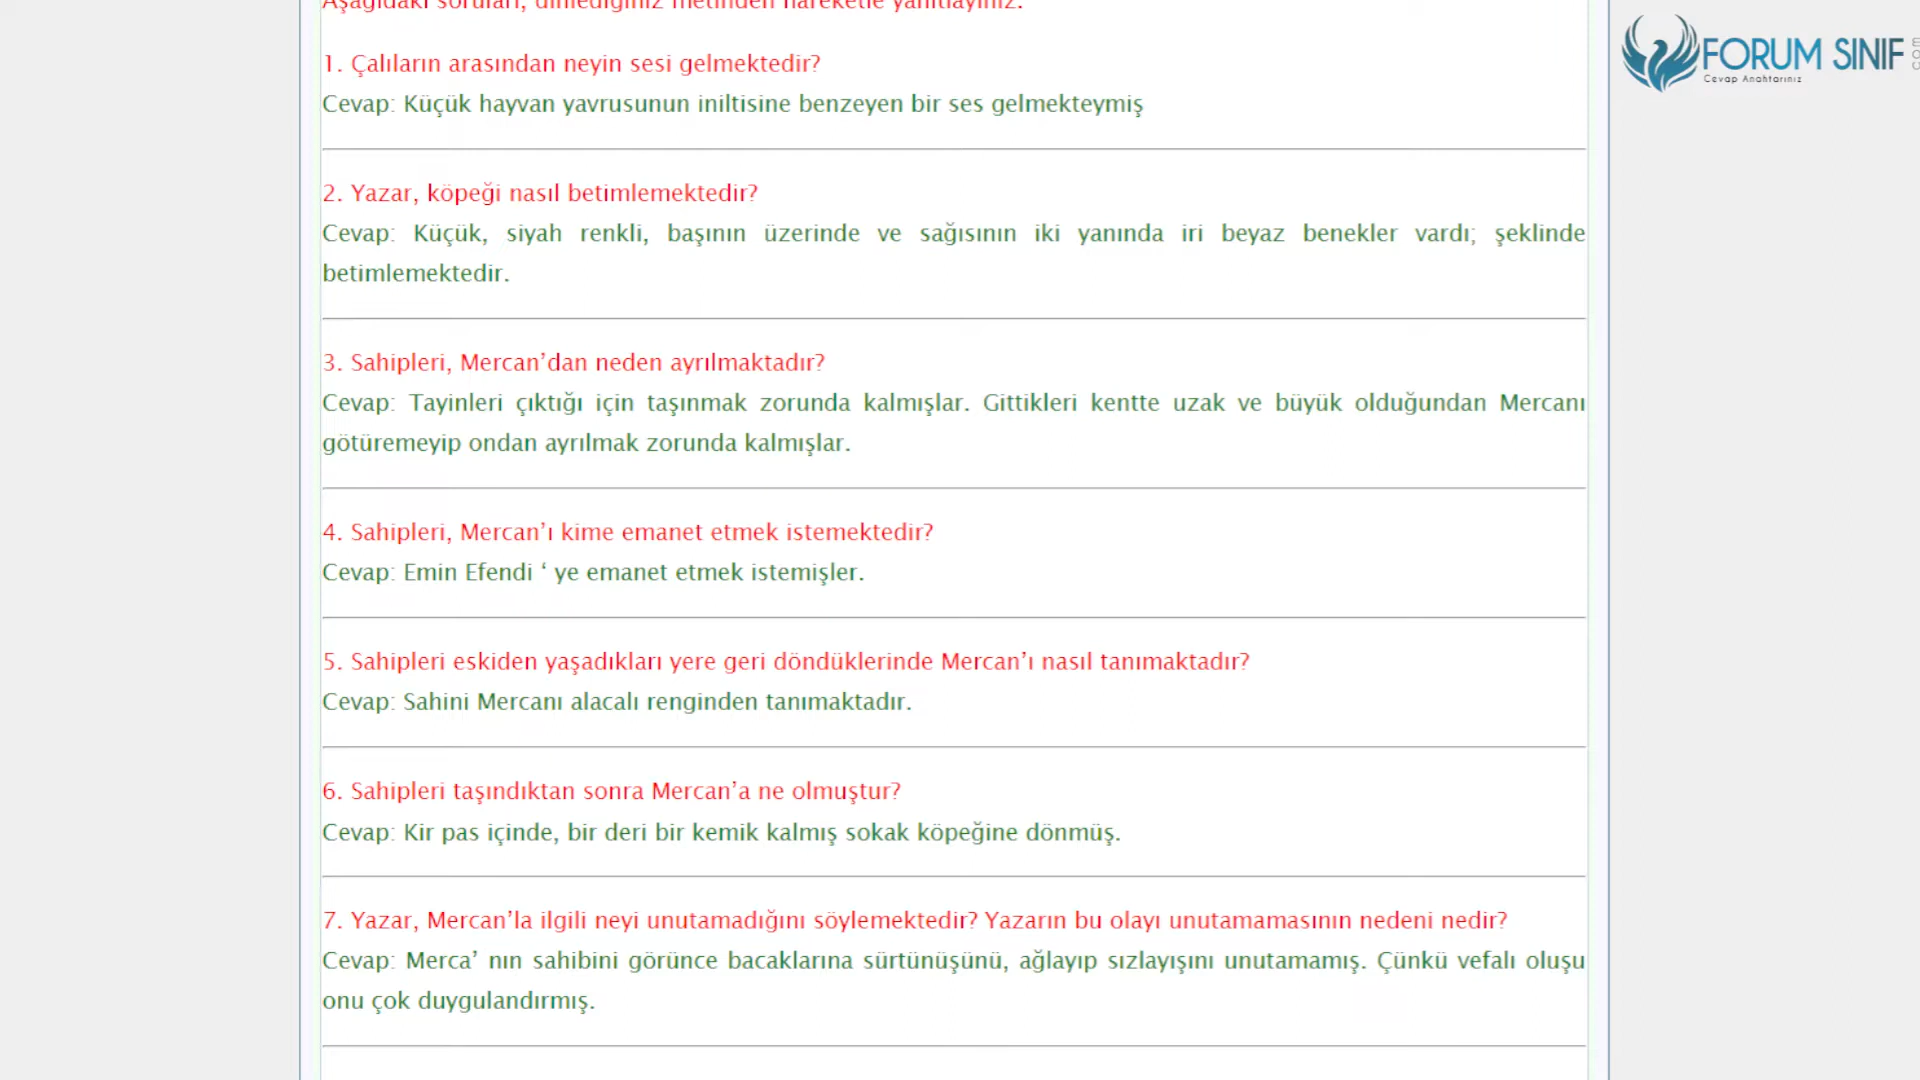 Aşağıdaki soruları, dinlediğiniz metinden hareketle yanıtlayınız.
1. Çalıların arasından neyin sesi gelmektedir?
Cevap: Küçük hayvan yavrusunun iniltisine benzeyen bir ses gelmekteymiş
2. Yazar, köpeği nasıl betimlemektedir?
Cevap: Küçük, siyah renkli, başının üzerinde ve sağısının iki yanında iri beyaz benekler vardı; şeklinde
betimlemektedir.
3. Sahipleri, Mercan’dan neden ayrılmaktadır?
Cevap: Tayinleri çıktığı için taşınmak zorunda kalmışlar. Gittikleri kentte uzak ve büyük olduğundan Mercanı
götüremeyip ondan ayrılmak zorunda kalmışlar.
4. Sahipleri, Mercan’ı kime emanet etmek istemektedir?
Cevap: Emin Efendi ‘ ye emanet etmek istemişler.
5. Sahipleri eskiden yaşadıkları yere geri döndüklerinde Mercan’ı nasıl tanımaktadır?
Cevap: Sahini Mercanı alacalı renginden tanımaktadır.
6. Sahipleri taşındıktan sonra Mercan’a ne olmuştur?
Cevap: Kir pas içinde, bir deri bir kemik kalmış sokak köpeğine dönmüş.
7. Yazar, Mercan’la ilgili neyi unutamadığını söylemektedir? Yazarın bu olayı unutamamasının nedeni nedir?
Cevap: Merca’ nın sahibini görünce bacaklarına sürtünüşünü, ağlayıp sızlayışını unutamamış. Çünkü vefalı oluşu
onu çok duygulandırmış.
FORUM SINIF
com
Cevap Anahtarınız